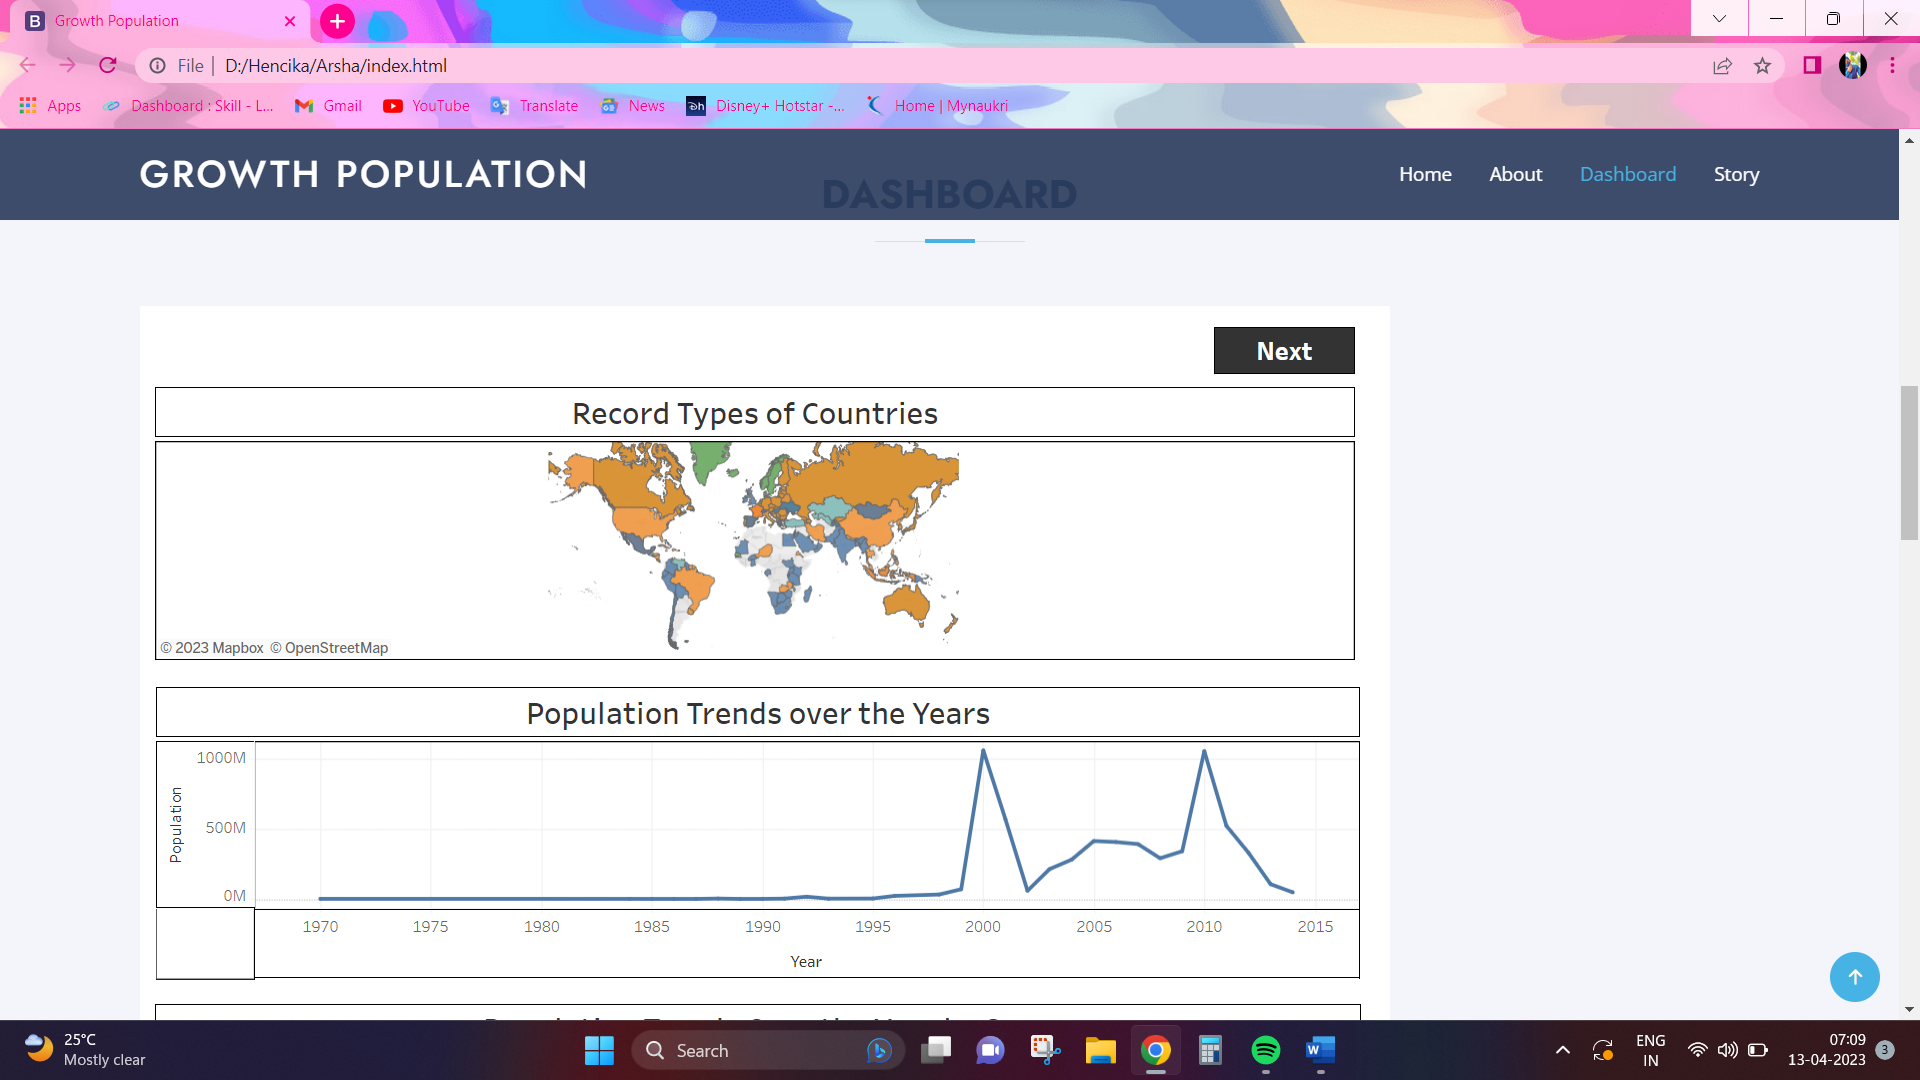 Growth Population
File
D:/Hencika/Arsha/index.html
Apps
Dashboard : Skill - L...
Gmail
YouTube
Translate
News
Disney+ Hotstar -...
Home | Mynaukri
GROWTH POPULATION
Home
About
Dashboard
Story
DASHBOARD
Next
Record Types of Countries
© 2023 Mapbox © OpenStreetMap
Population Trends over the Years
1000M
500M
0M
Population
1970 1975 1980 1985 1990 1995 2000 2005 2010 2015
Year
25°C
Mostly clear
Search
ENG
IN
07:09
13-04-2023
3